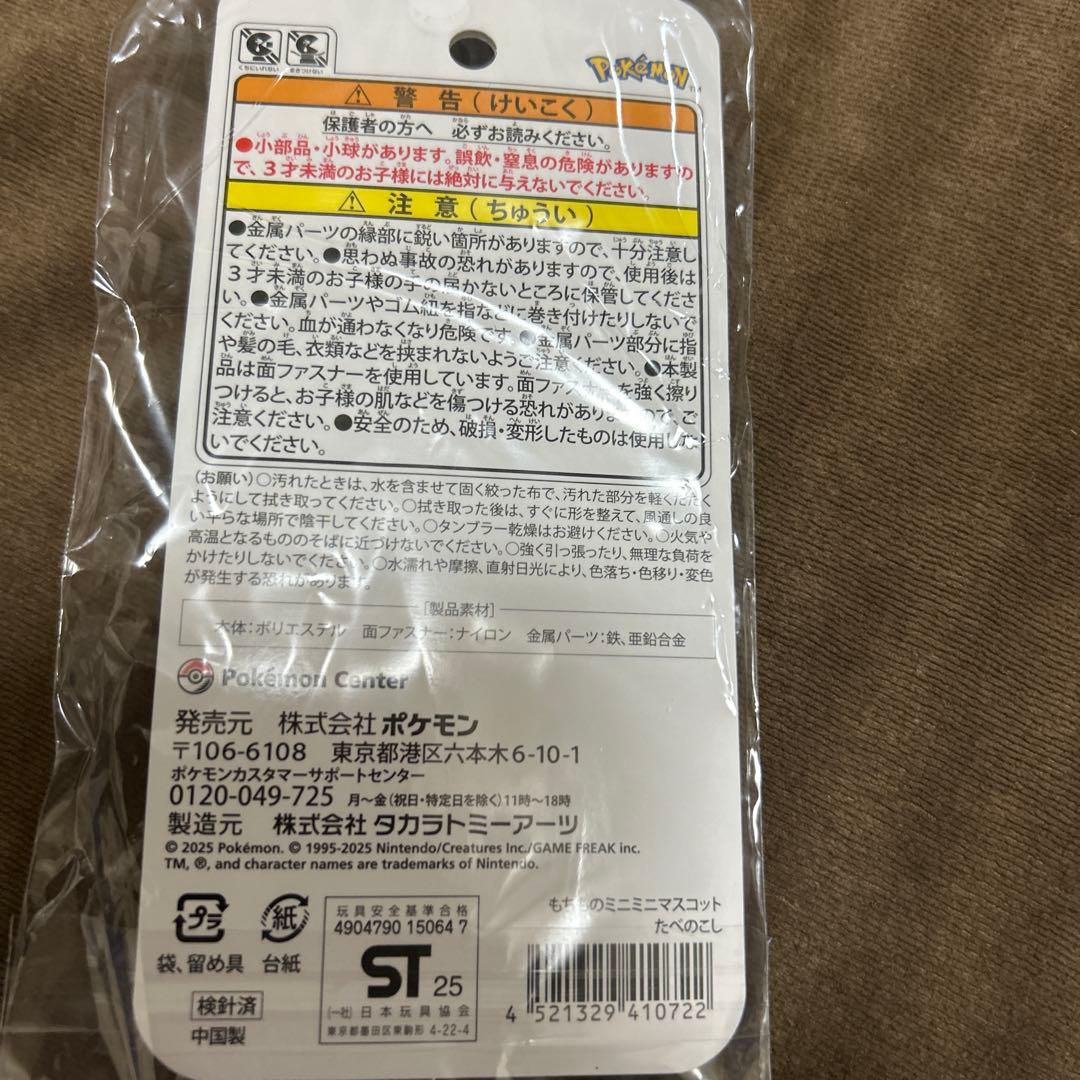 くちにいれない まきつけない
POKÉMON™
警告(けいこく)
保護者の方へ 必ずお読みください。
●小部品・小球があります。誤飲・窒息の危険がありますの
で、3才未満のお子様には絶対に与えないでください。
注意(ちゅうい)
●金属パーツの縁部に鋭い箇所がありますので、十分注意し
てください。●思わぬ事故の恐れがありますので、使用後は
3才未満のお子様の手の届かないところに保管してくださ
い。●金属パーツやゴム紐を指などに巻き付けたりしないで
ください。血が通わなくなり危険です。●金属パーツ部分に指
や髪の毛、衣類などを挟まれないようご注意ください。●本製
品は面ファスナーを使用しています。面ファスナーを強く擦り
つけると、お子様の肌などを傷つける恐れがありますので、ご
注意ください。●安全のため、破損・変形したものは使用しな
いでください。
(お願い)○汚れたときは、水を含ませて固く絞った布で、汚れた部分を軽くたたく
ようにして拭き取ってください。○拭き取った後は、すぐに形を整えて、風通しの良
い平らな場所で陰干してください。○タンブラー乾燥はお避けください。○火気や
高温となるもののそばに近づけないでください。○強く引っ張ったり、無理な負荷を
かけたりしないでください。○水濡れや摩擦、直射日光により、色落ち・色移り・変色
が発生する恐れがあります。
[製品素材]
本体:ポリエステル 面ファスナー:ナイロン 金属パーツ:鉄、亜鉛合金
Pokémon Center
発売元 株式会社ポケモン
〒106-6108 東京都港区六本木6-10-1
ポケモンカスタマーサポートセンター
0120-049-725 月〜金(祝日・特定日を除く)11時〜18時
製造元 株式会社タカラトミーアーツ
© 2025 Pokémon. © 1995-2025 Nintendo/Creatures Inc./GAME FREAK inc.
TM, ®, and character names are trademarks of Nintendo.
プラ 紙
袋、留め具 台紙
検針済
中国製
玩具安全基準合格
4904790 15064 7
ST 25
(一社)日本玩具協会
東京都墨田区東駒形 4-22-4
のミニミニマスコット
たべのこし
4 521329 410722